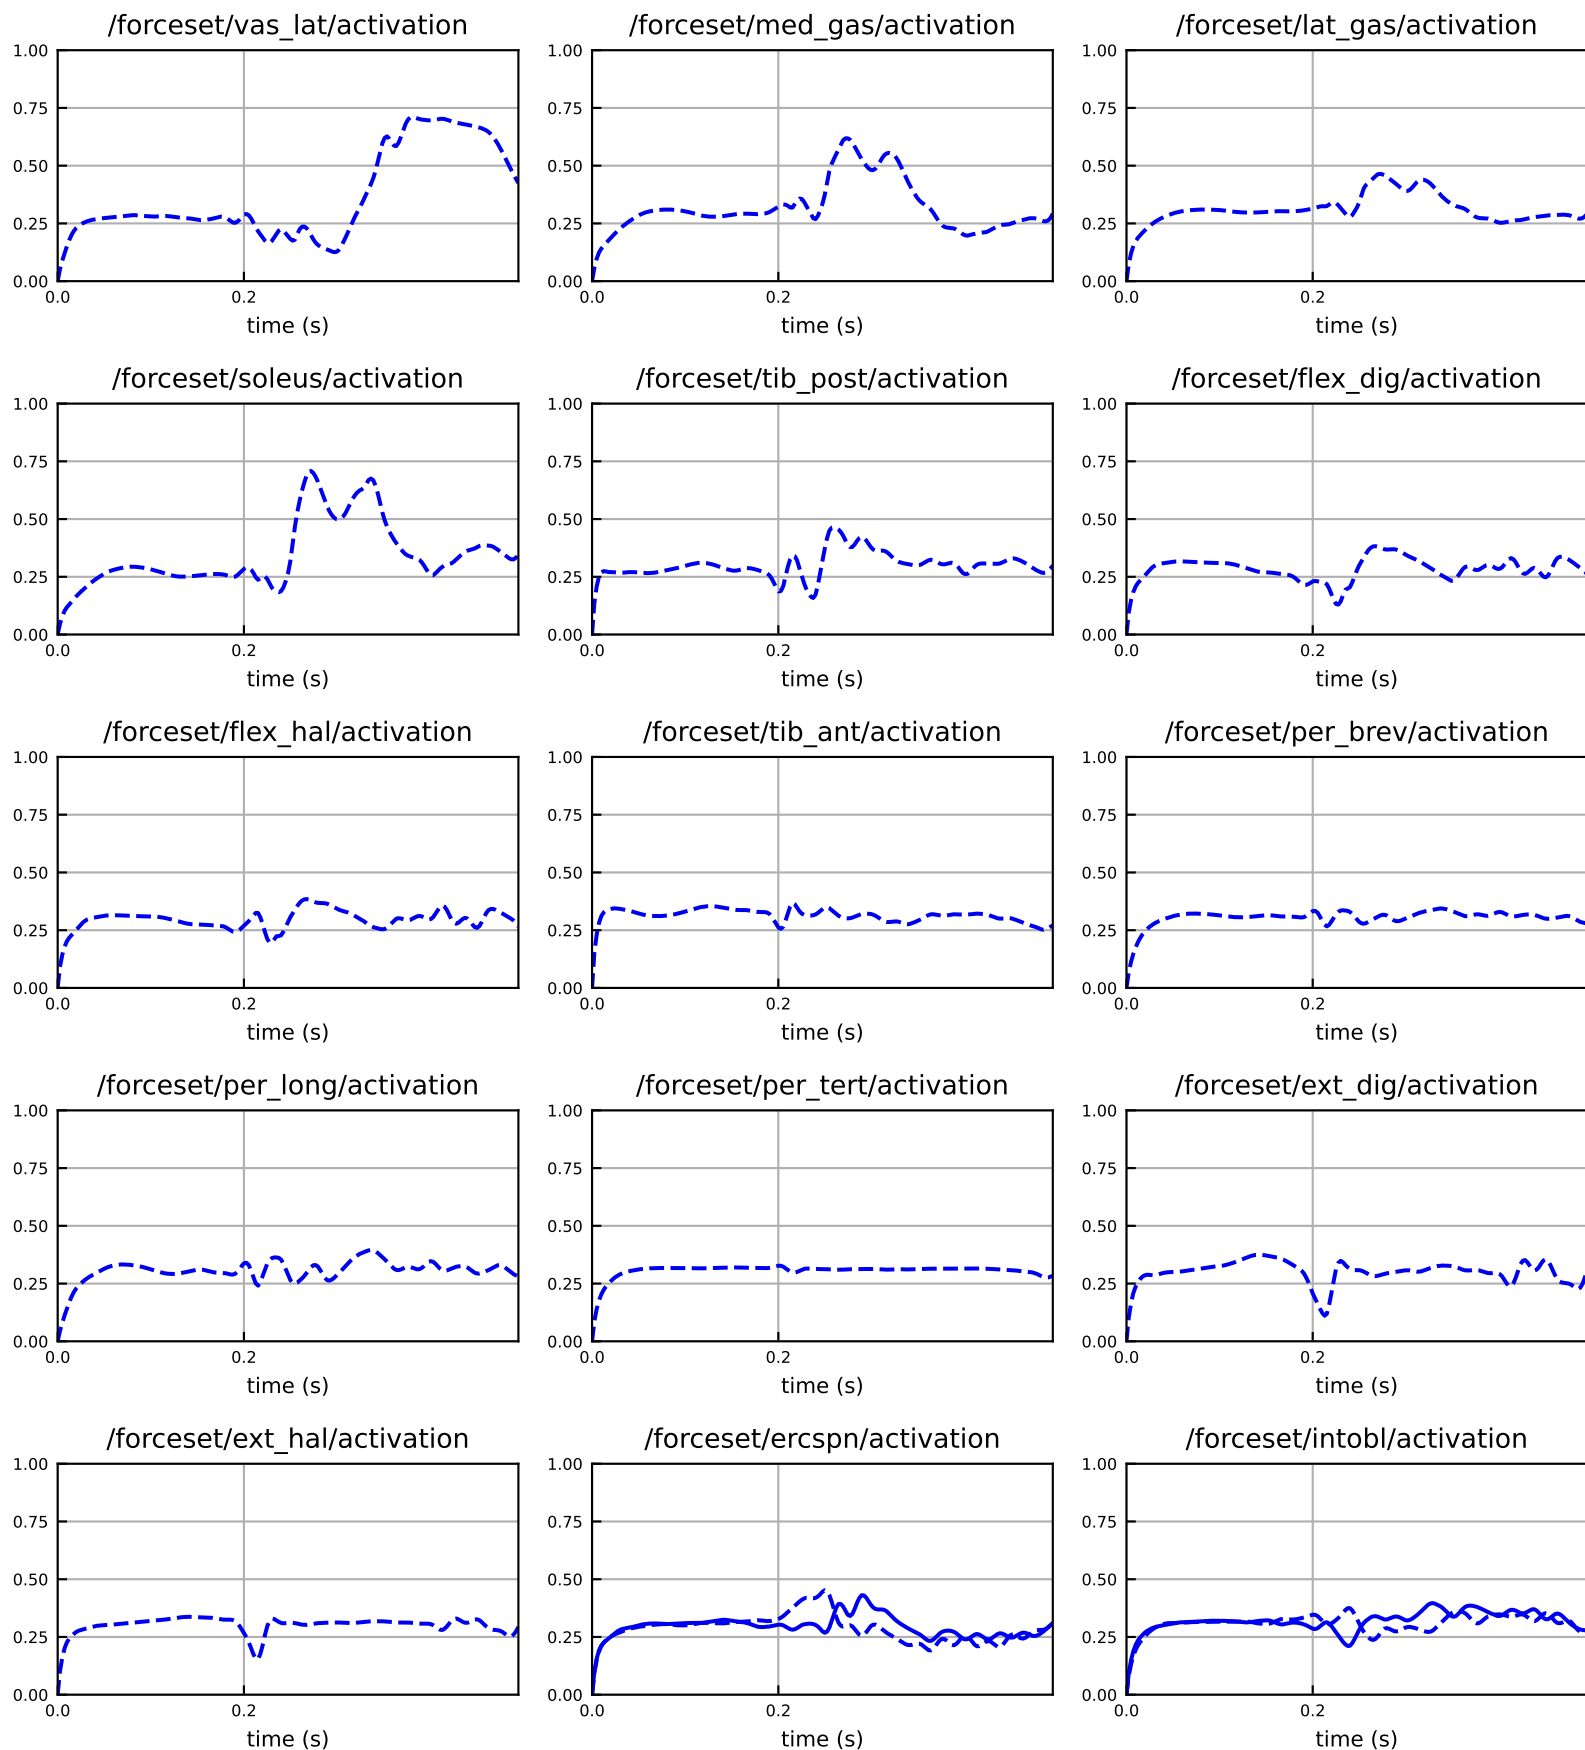 /forceset/vas_lat/activation /forceset/med_gas/activation /forceset/lat_gas/activation
1.00 1.00 1.00
0.75 0.75 0.75
0.50 0.50 0.50
0.25 0.25 0.25
0.00 0.00 0.00
0.0 0.2 0.0 0.2 0.0 0.2
time (s) time (s) time (s)
/forceset/soleus/activation /forceset/tib_post/activation /forceset/flex_dig/activation
1.00 1.00 1.00
0.75 0.75 0.75
0.50 0.50 0.50
0.25 0.25 0.25
0.00 0.00 0.00
0.0 0.2 0.0 0.2 0.0 0.2
time (s) time (s) time (s)
/forceset/flex_hal/activation /forceset/tib_ant/activation /forceset/per_brev/activation
1.00 1.00 1.00
0.75 0.75 0.75
0.50 0.50 0.50
0.25 0.25 0.25
0.00 0.00 0.00
0.0 0.2 0.0 0.2 0.0 0.2
time (s) time (s) time (s)
/forceset/per_long/activation /forceset/per_tert/activation /forceset/ext_dig/activation
1.00 1.00 1.00
0.75 0.75 0.75
0.50 0.50 0.50
0.25 0.25 0.25
0.00 0.00 0.00
0.0 0.2 0.0 0.2 0.0 0.2
time (s) time (s) time (s)
/forceset/ext_hal/activation /forceset/ercspn/activation /forceset/intobl/activation
1.00 1.00 1.00
0.75 0.75 0.75
0.50 0.50 0.50
0.25 0.25 0.25
0.00 0.00 0.00
0.0 0.2 0.0 0.2 0.0 0.2
time (s) time (s) time (s)